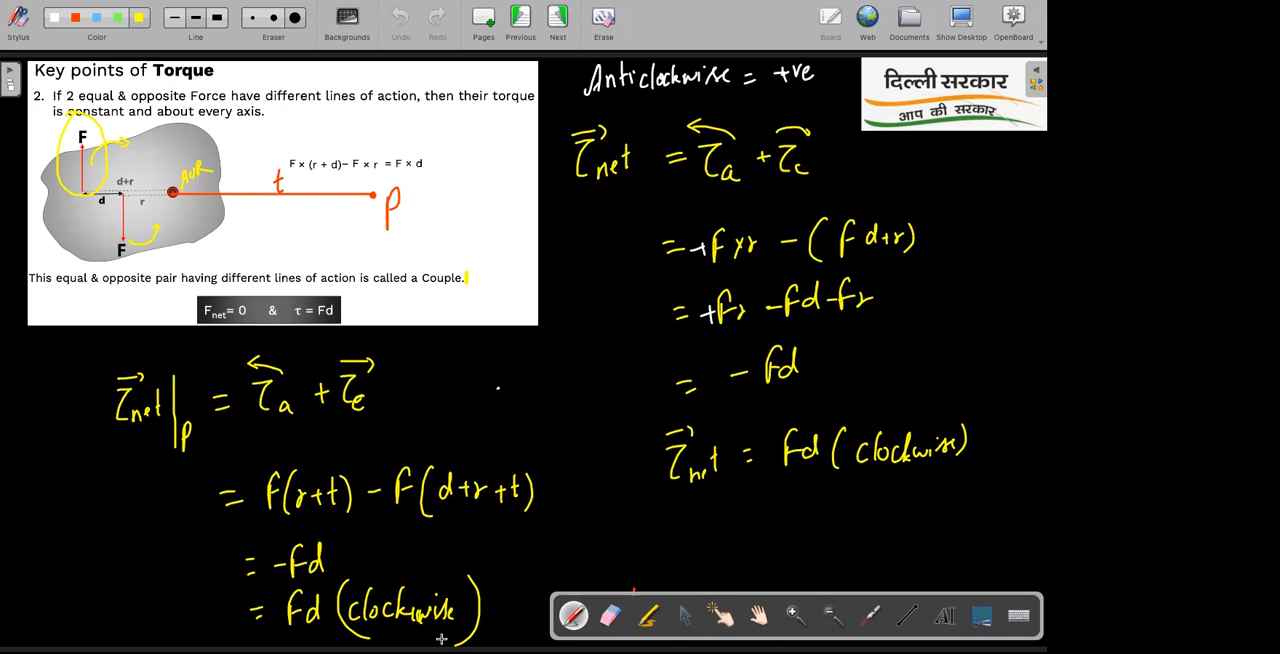 Stylus
Color
Line
Eraser
Backgrounds
Undo
Redo
Pages
Previous
Next
Erase
Board
Web
Documents
Show Desktop
OpenBoard
Key points of Torque
2. If 2 equal & opposite Force have different lines of action, then their torque
is constant and about every axis.
F
AOR
F × (r + d)− F × r = F × d
d+r
t
d
r
P
F
This equal & opposite pair having different lines of action is called a Couple.
Fnet= 0 & τ = Fd
Anticlockwise = +ve
दिल्ली सरकार
आप की सरकार
τnet = τa + τc
= +F×r − (F d+r)
= +Fr −Fd −Fr
= − Fd
τnet = Fd (clockwise)
τnet|P = τa + τc
= F(r+t) − F(d+r+t)
= −Fd
= Fd (clockwise)